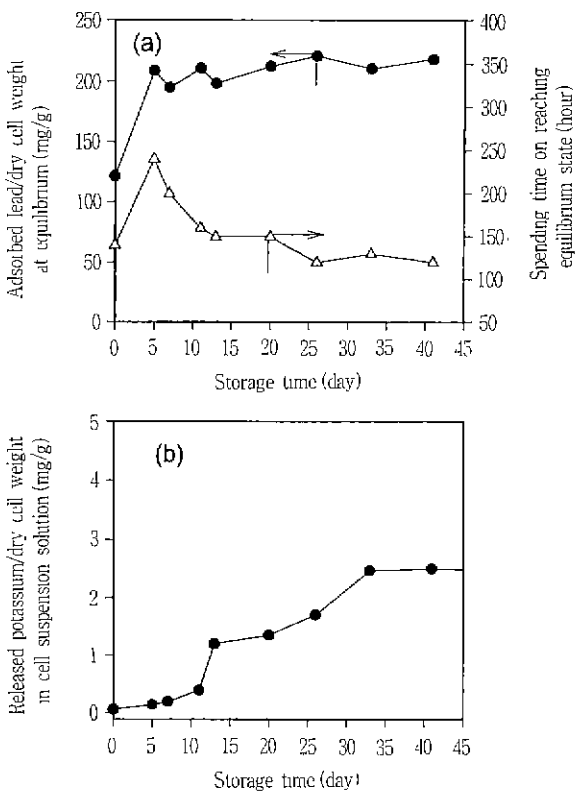 (a)
Adsorbed lead/dry cell weight
at equilibrium (mg/g)
250
200
150
100
50
0
400
350
300
250
200
150
100
50
Spending time on reaching
equilibrium state (hour)
0 5 10 15 20 25 30 35 40 45
Storage time (day)
(b)
Released potassium/dry cell weight
in cell suspension solution (mg/g)
5
4
3
2
1
0
0 5 10 15 20 25 30 35 40 45
Storage time (day)